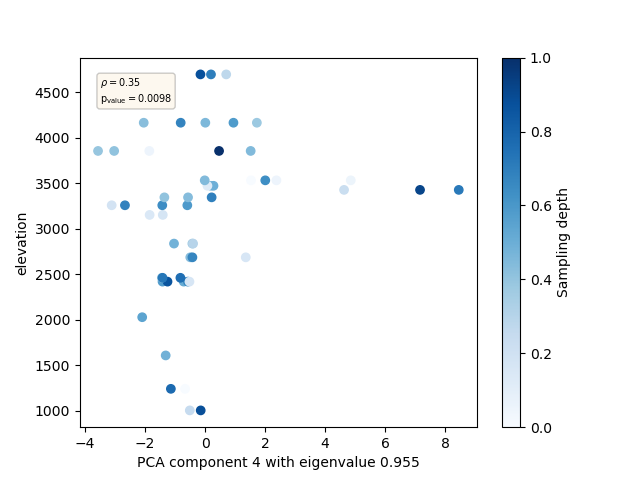 ρ = 0.35
p_value = 0.0098
4500
4000
3500
3000
2500
2000
1500
1000
elevation
−4 −2 0 2 4 6 8
PCA component 4 with eigenvalue 0.955
1.0
0.8
0.6
0.4
0.2
0.0
Sampling depth